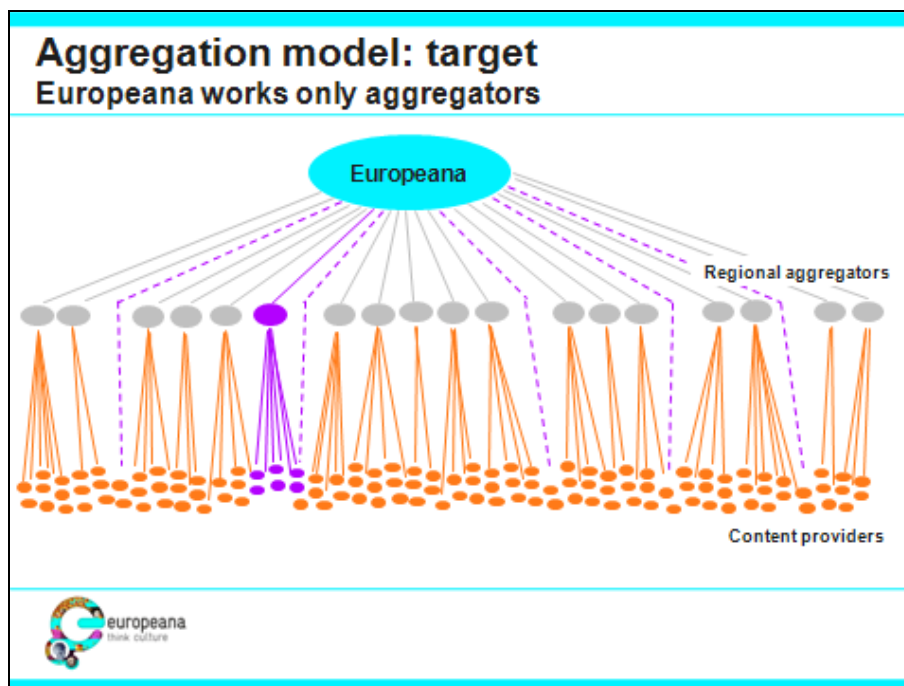 Aggregation model: target
Europeana works only aggregators
Europeana
Regional aggregators
Content providers
europeana
think culture